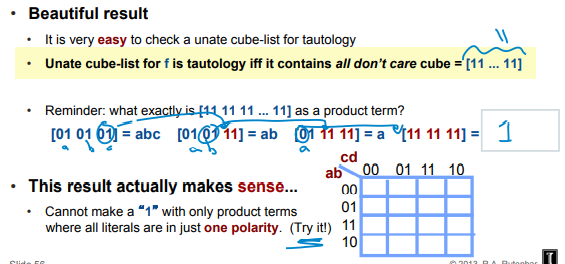 • Beautiful result
• It is very easy to check a unate cube-list for tautology
• Unate cube-list for f is tautology iff it contains all don't care cube = [11 ... 11]
• Reminder: what exactly is [11 11 11 ... 11] as a product term?
[01 01 01] = abc [01 01 11] = ab [01 11 11] = a [11 11 11] = 1
a b c a b a
cd
ab 00 01 11 10
• This result actually makes sense...
00
• Cannot make a "1" with only product terms
01
where all literals are in just one polarity. (Try it!)
11
10